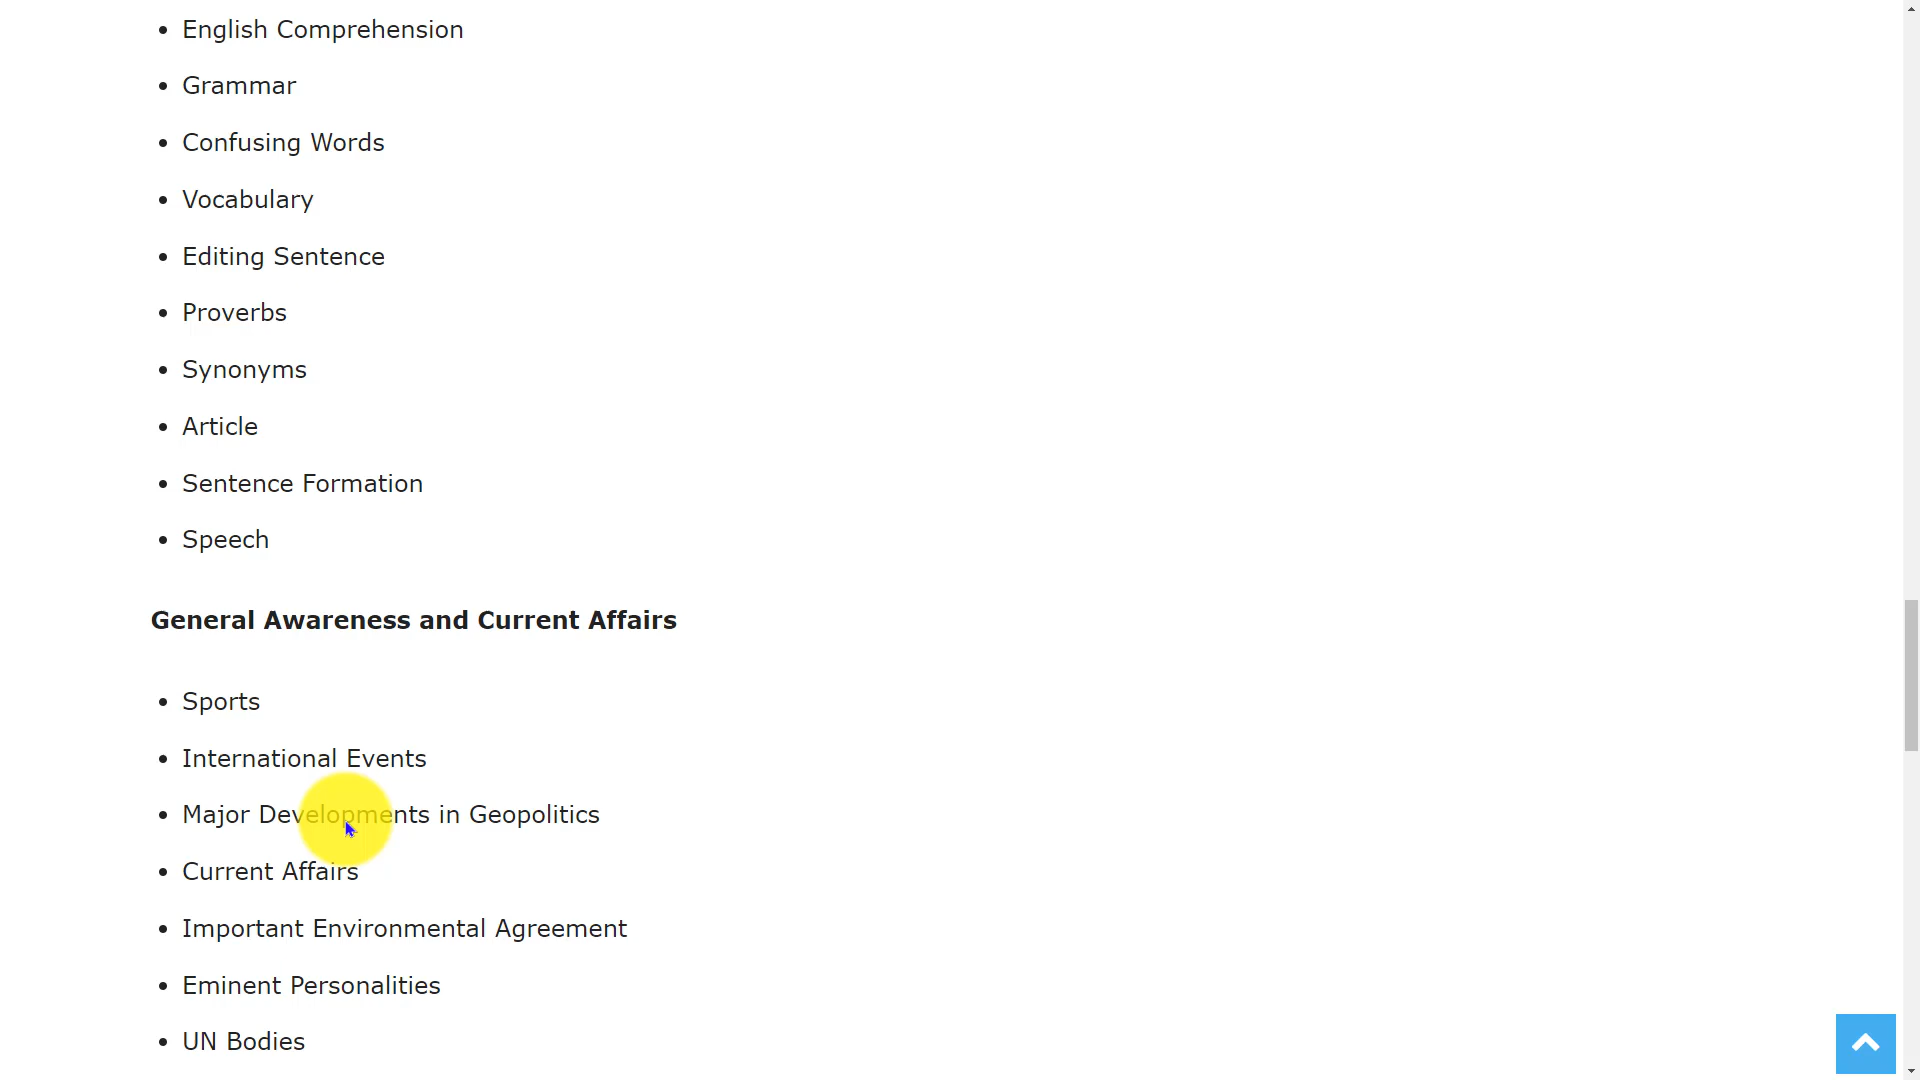 English Comprehension
Grammar
Confusing Words
Vocabulary
Editing Sentence
Proverbs
Synonyms
Article
Sentence Formation
Speech
General Awareness and Current Affairs
Sports
International Events
Major Developments in Geopolitics
Current Affairs
Important Environmental Agreement
Eminent Personalities
UN Bodies